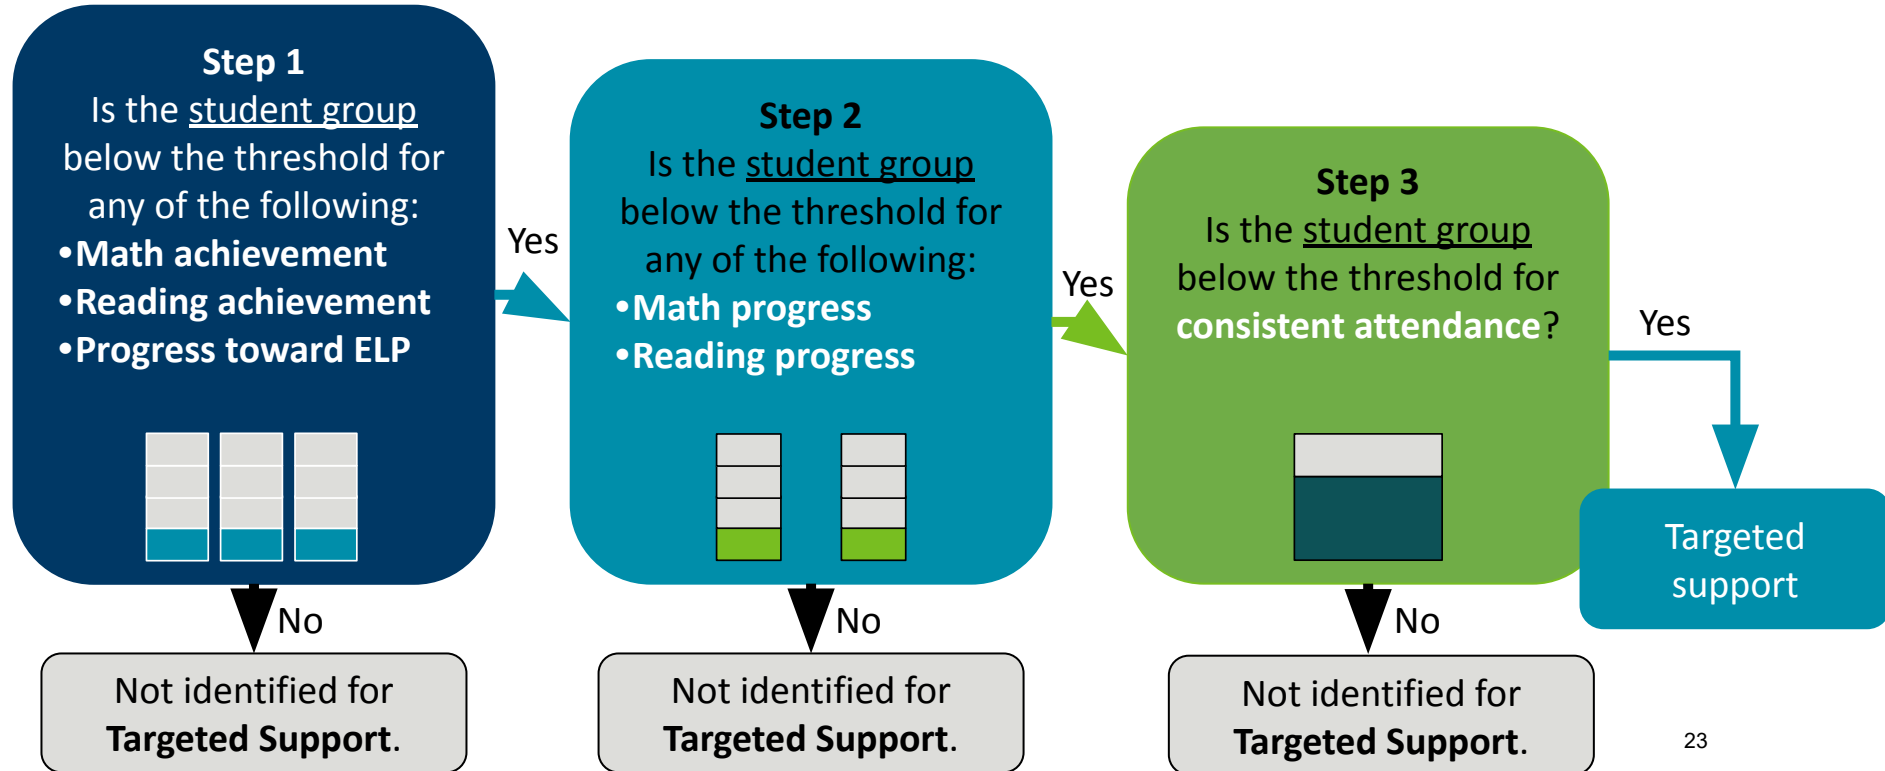 Step 1
Is the student group
below the threshold for
any of the following:
•Math achievement
•Reading achievement
•Progress toward ELP
Yes
No
Not identified for
Targeted Support.
Step 2
Is the student group
below the threshold for
any of the following:
•Math progress
•Reading progress
Yes
No
Not identified for
Targeted Support.
Step 3
Is the student group
below the threshold for
consistent attendance?
Yes
No
Not identified for
Targeted Support.
Targeted
support
23